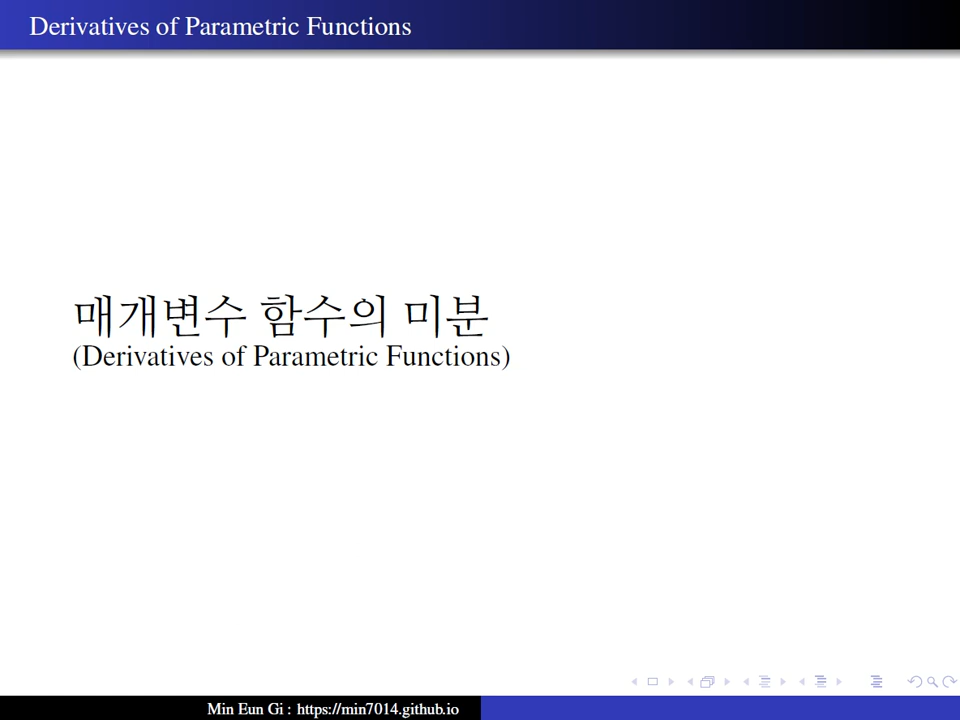 Derivatives of Parametric Functions
매개변수 함수의 미분
(Derivatives of Parametric Functions)
Min Eun Gi : https://min7014.github.io